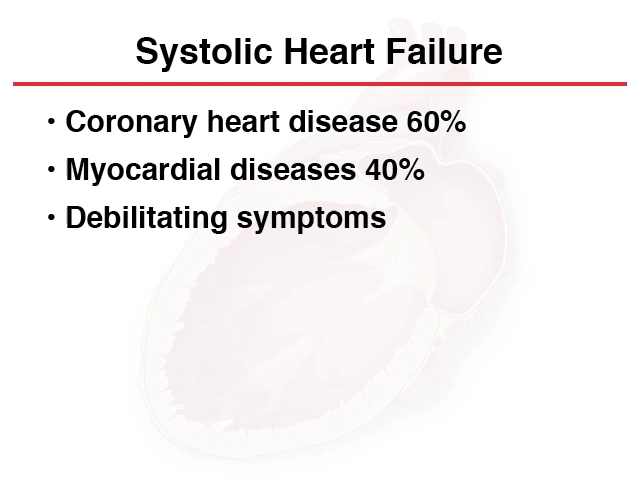 Systolic Heart Failure
• Coronary heart disease 60%
• Myocardial diseases 40%
• Debilitating symptoms